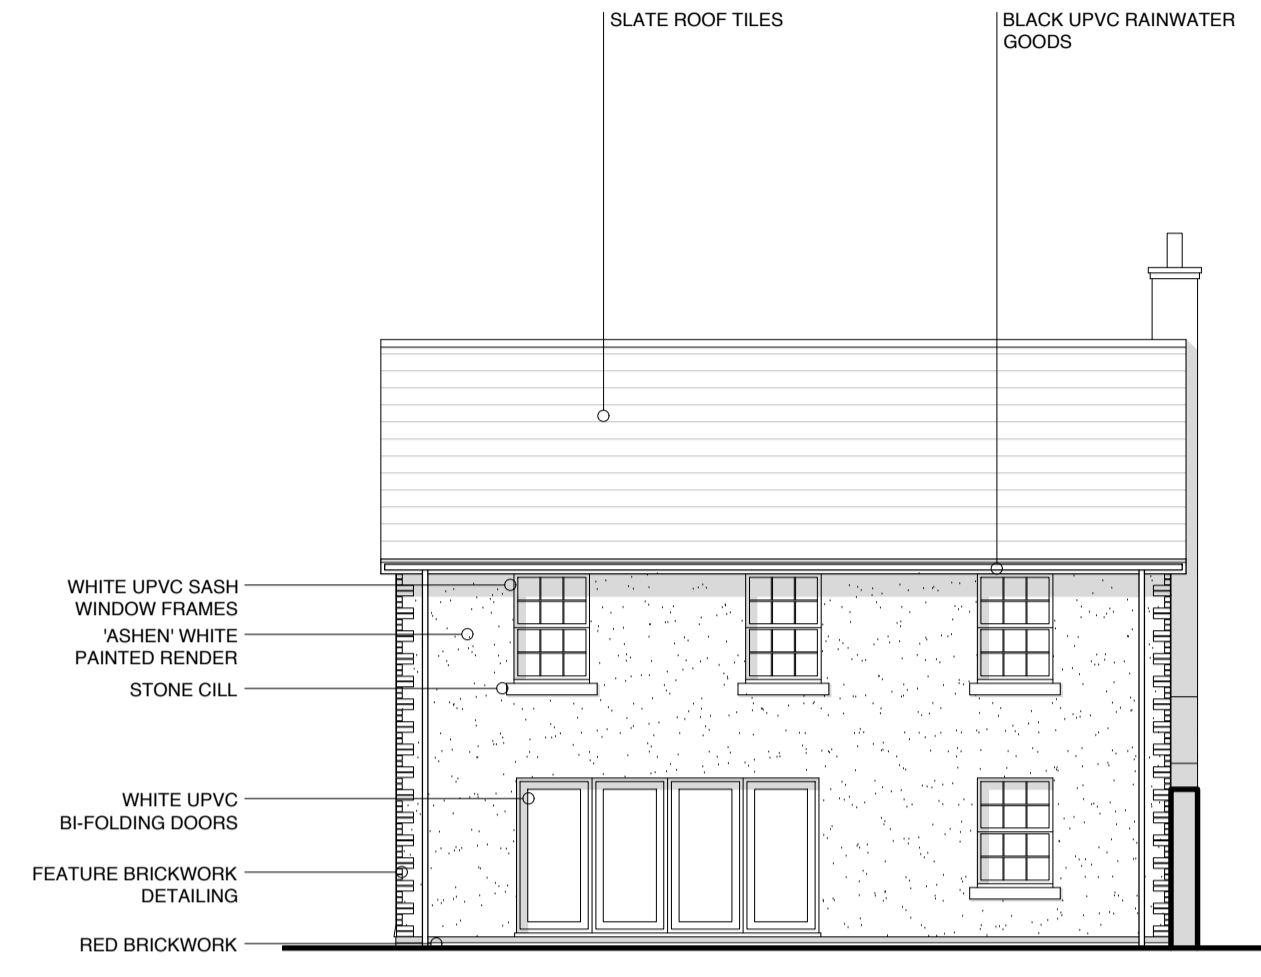 SLATE ROOF TILES
BLACK UPVC RAINWATER
GOODS
WHITE UPVC SASH
WINDOW FRAMES
'ASHEN' WHITE
PAINTED RENDER
STONE CILL
WHITE UPVC
BI-FOLDING DOORS
FEATURE BRICKWORK
DETAILING
RED BRICKWORK